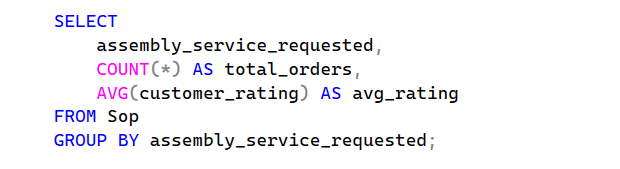 SELECT
    assembly_service_requested,
    COUNT(*) AS total_orders,
    AVG(customer_rating) AS avg_rating
FROM Sop
GROUP BY assembly_service_requested;